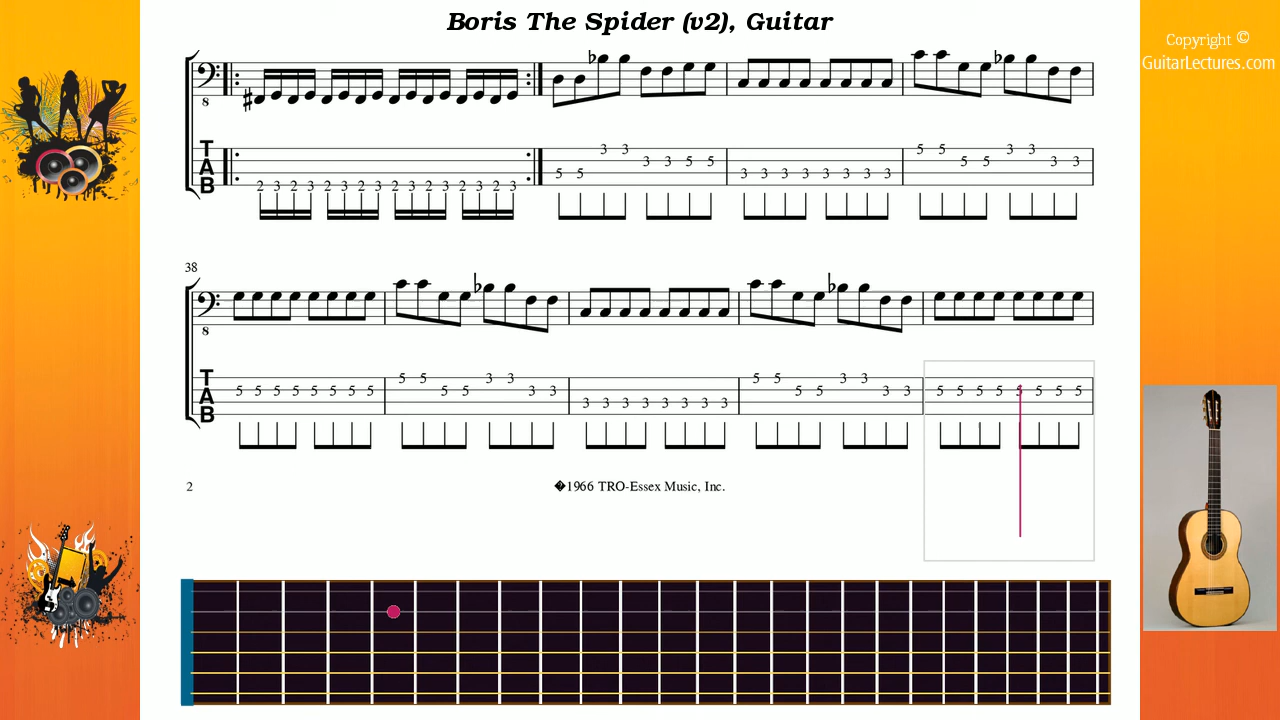 Boris The Spider (v2), Guitar
Copyright ©
GuitarLectures.com
8
T
A
B
2 3 2 3 2 3 2 3 2 3 2 3 2 3 2 3
5 5 3 3 3 3 5 5
3 3 3 3 3 3 3 3
5 5 5 5 3 3 3 3
38
8
T
A
B
5 5 5 5 5 5 5 5
5 5 5 5 3 3 3 3
3 3 3 3 3 3 3 3
5 5 5 5 3 3 3 3
5 5 5 5 5 5 5 5
2
�1966 TRO-Essex Music, Inc.